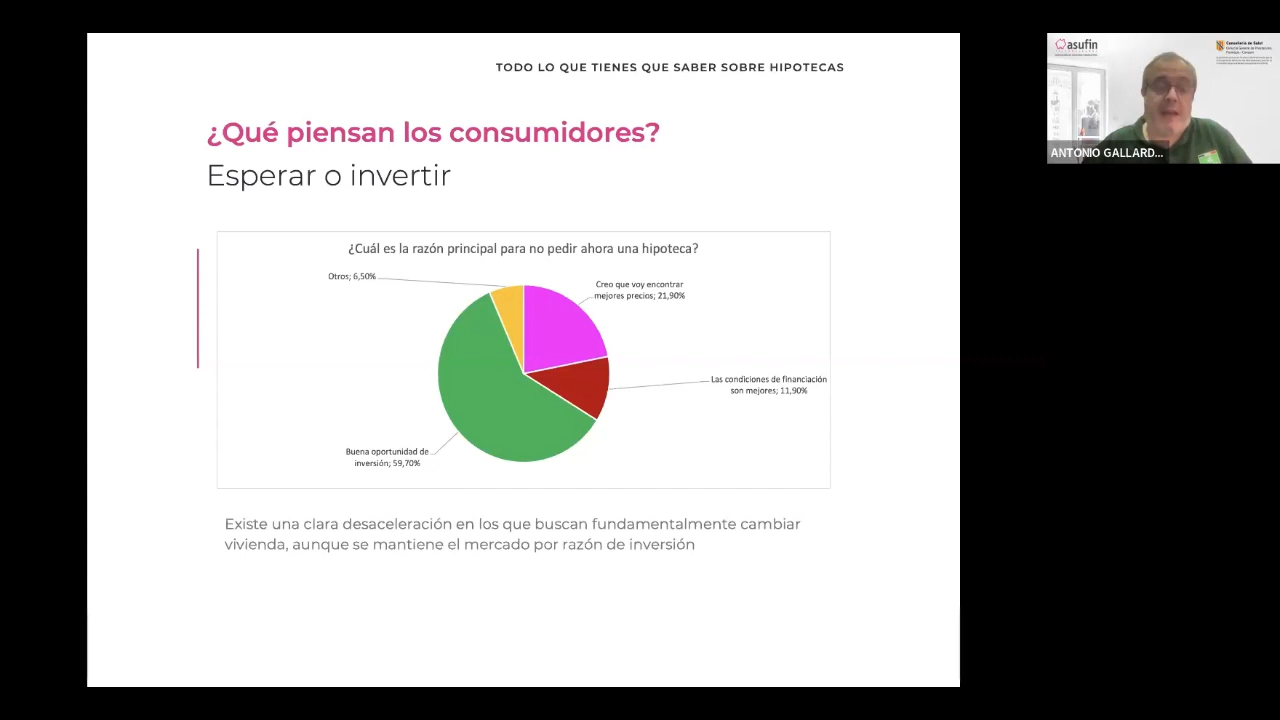 TODO LO QUE TIENES QUE SABER SOBRE HIPOTECAS
¿Qué piensan los consumidores?
Esperar o invertir
¿Cuál es la razón principal para no pedir ahora una hipoteca?
Otros; 6,50%
Creo que voy encontrar
mejores precios; 21,90%
Las condiciones de financiación
son mejores; 11,90%
Buena oportunidad de
inversión; 59,70%
Existe una clara desaceleración en los que buscan fundamentalmente cambiar
vivienda, aunque se mantiene el mercado por razón de inversión
asufin
ANTONIO GALLARD...